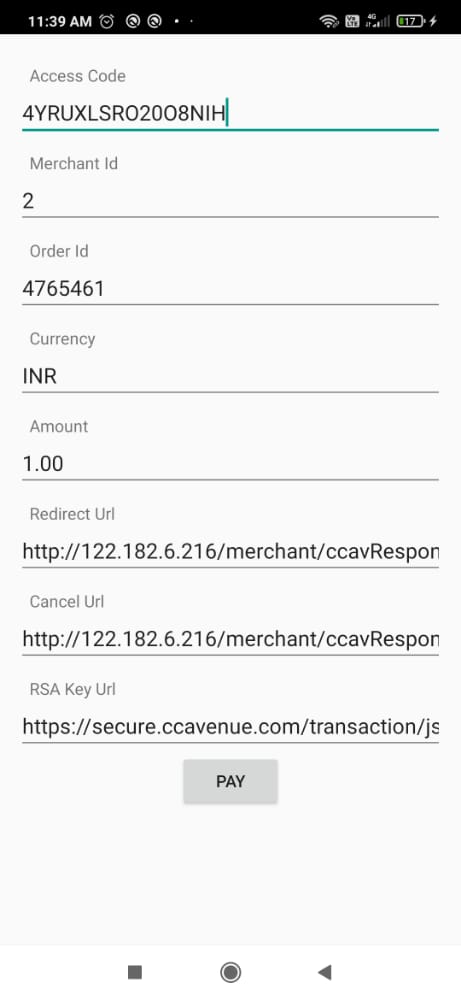 11:39 AM
4G
17
Access Code
4YRUXLSRO20O8NIH
Merchant Id
2
Order Id
4765461
Currency
INR
Amount
1.00
Redirect Url
http://122.182.6.216/merchant/ccavRespon
Cancel Url
http://122.182.6.216/merchant/ccavRespon
RSA Key Url
https://secure.ccavenue.com/transaction/js
PAY